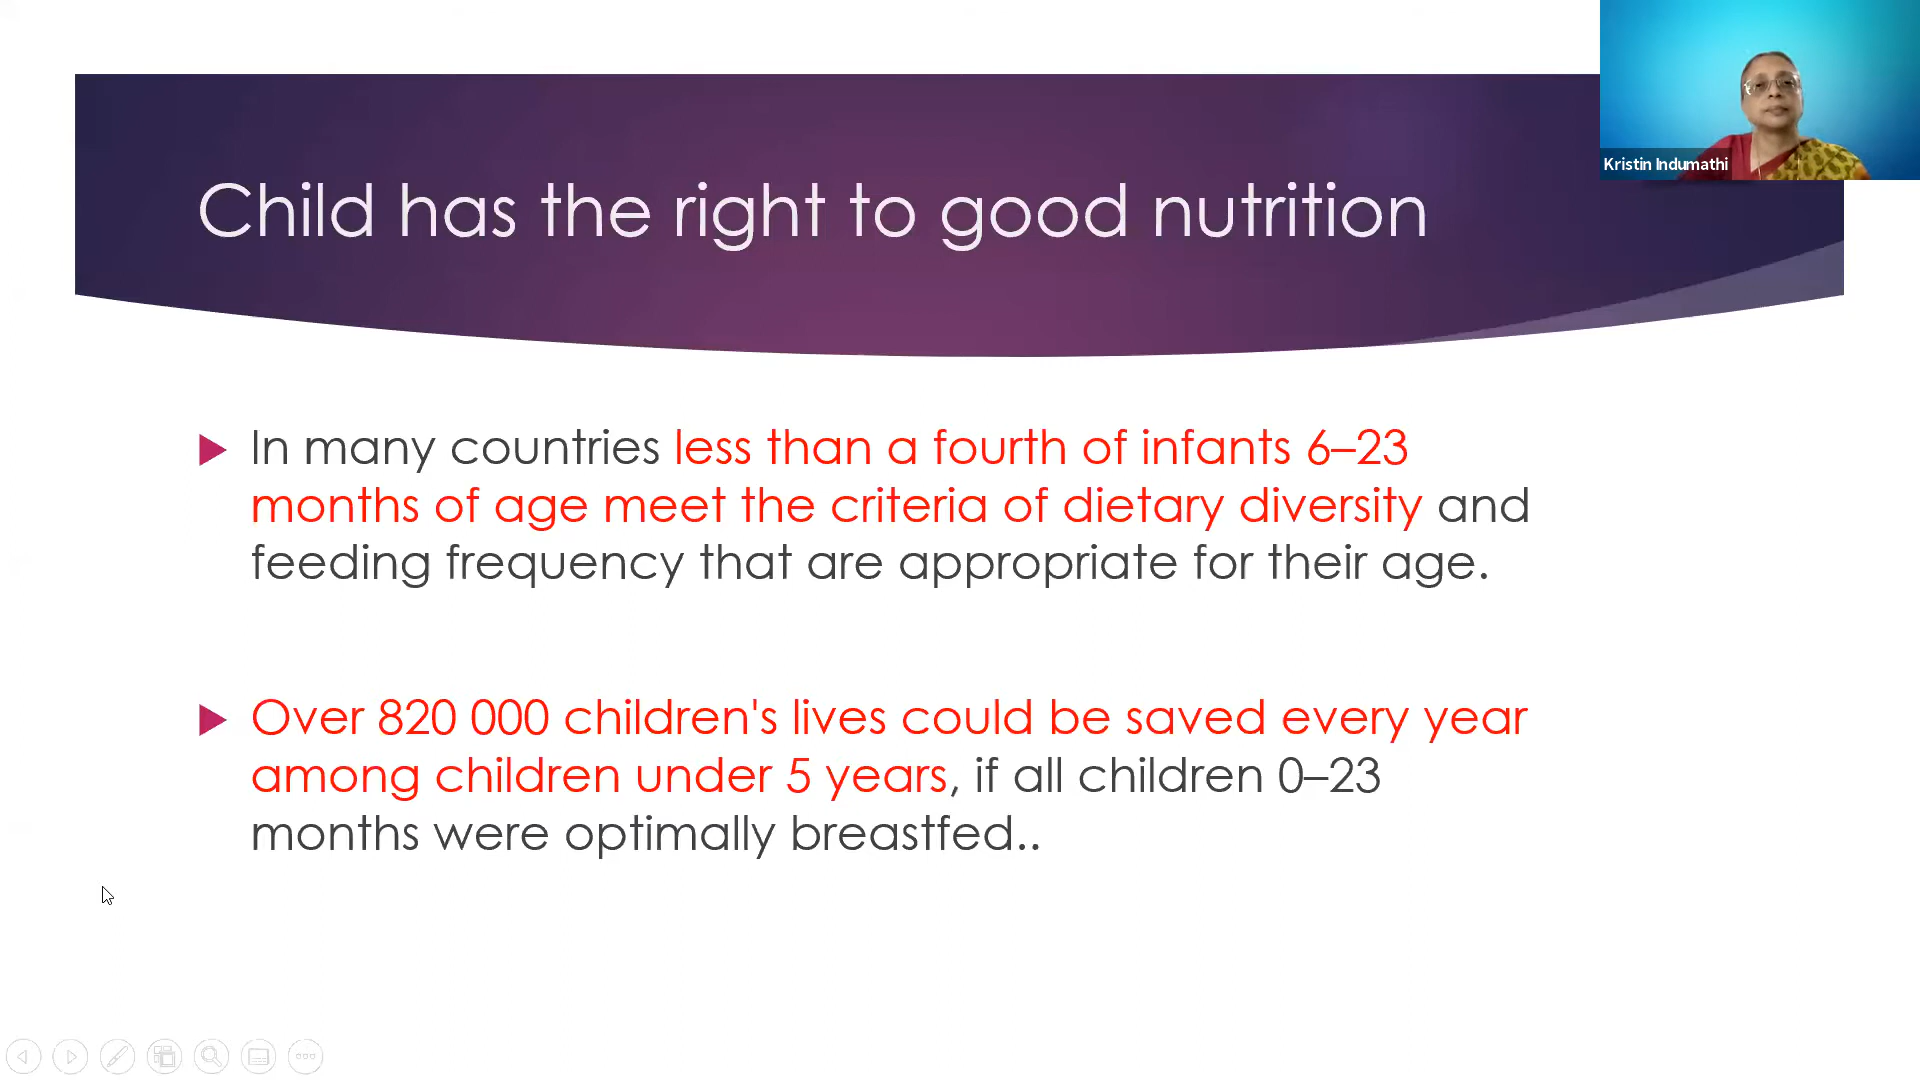 Child has the right to good nutrition
Kristin Indumathi
In many countries less than a fourth of infants 6–23
months of age meet the criteria of dietary diversity and
feeding frequency that are appropriate for their age.
Over 820 000 children's lives could be saved every year
among children under 5 years, if all children 0–23
months were optimally breastfed..